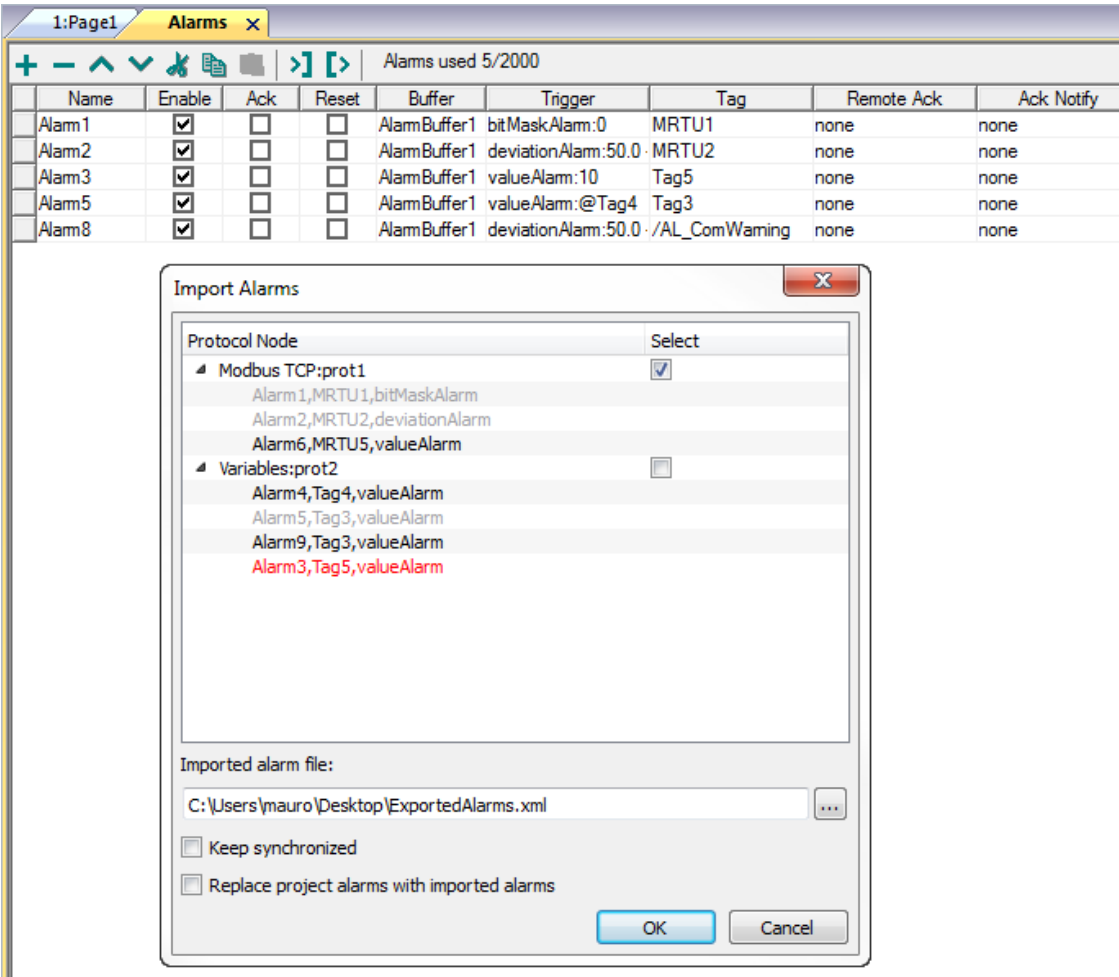 1:Page1 Alarms
Alarms used 5/2000
Name Enable Ack Reset Buffer Trigger Tag Remote Ack Ack Notify
Alarm1 AlarmBuffer1 bitMaskAlarm:0 MRTU1 none none
Alarm2 AlarmBuffer1 deviationAlarm:50.0 - MRTU2 none none
Alarm3 AlarmBuffer1 valueAlarm:10 Tag5 none none
Alarm5 AlarmBuffer1 valueAlarm:@Tag4 Tag3 none none
Alarm8 AlarmBuffer1 deviationAlarm:50.0 - /AL_ComWarning none none
Import Alarms
Protocol Node Select
Modbus TCP:prot1
Alarm1,MRTU1,bitMaskAlarm
Alarm2,MRTU2,deviationAlarm
Alarm6,MRTU5,valueAlarm
Variables:prot2
Alarm4,Tag4,valueAlarm
Alarm5,Tag3,valueAlarm
Alarm9,Tag3,valueAlarm
Alarm3,Tag5,valueAlarm
Imported alarm file:
C:\Users\mauro\Desktop\ExportedAlarms.xml ...
Keep synchronized
Replace project alarms with imported alarms
OK Cancel